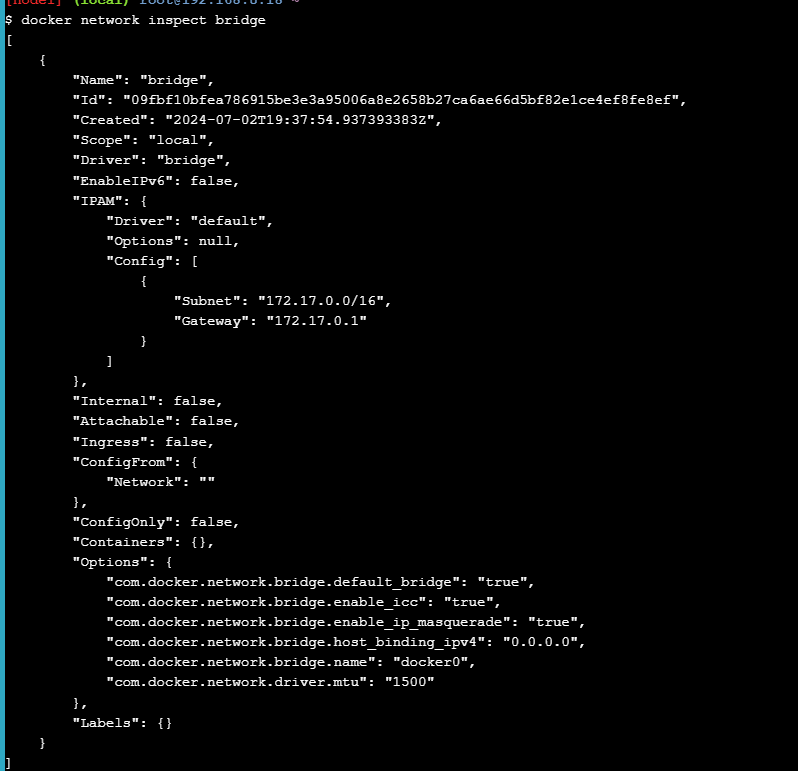 [node1] (local) root@192.168.0.18 ~
$ docker network inspect bridge
[
    {
        "Name": "bridge",
        "Id": "09fbf10bfea786915be3e3a95006a8e2658b27ca6ae66d5bf82e1ce4ef8fe8ef",
        "Created": "2024-07-02T19:37:54.937393383Z",
        "Scope": "local",
        "Driver": "bridge",
        "EnableIPv6": false,
        "IPAM": {
            "Driver": "default",
            "Options": null,
            "Config": [
                {
                    "Subnet": "172.17.0.0/16",
                    "Gateway": "172.17.0.1"
                }
            ]
        },
        "Internal": false,
        "Attachable": false,
        "Ingress": false,
        "ConfigFrom": {
            "Network": ""
        },
        "ConfigOnly": false,
        "Containers": {},
        "Options": {
            "com.docker.network.bridge.default_bridge": "true",
            "com.docker.network.bridge.enable_icc": "true",
            "com.docker.network.bridge.enable_ip_masquerade": "true",
            "com.docker.network.bridge.host_binding_ipv4": "0.0.0.0",
            "com.docker.network.bridge.name": "docker0",
            "com.docker.network.driver.mtu": "1500"
        },
        "Labels": {}
    }
]